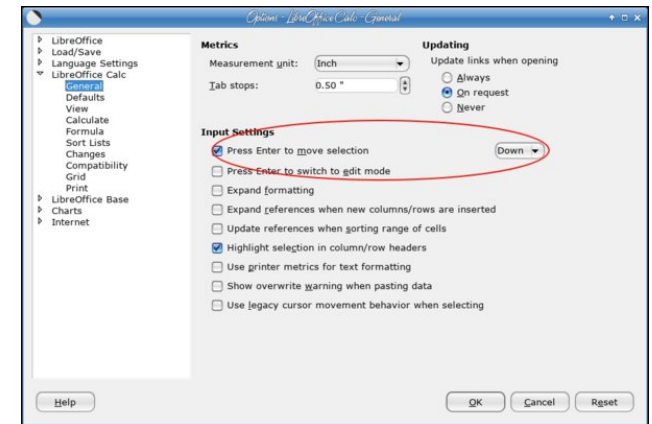 Options - LibreOffice Calc - General
LibreOffice
Load/Save
Language Settings
LibreOffice Calc
General
Defaults
View
Calculate
Formula
Sort Lists
Changes
Compatibility
Grid
Print
LibreOffice Base
Charts
Internet
Metrics
Measurement unit: Inch
Tab stops: 0.50 "
Updating
Update links when opening
Always
On request
Never
Input Settings
Press Enter to move selection Down
Press Enter to switch to edit mode
Expand formatting
Expand references when new columns/rows are inserted
Update references when sorting range of cells
Highlight selection in column/row headers
Use printer metrics for text formatting
Show overwrite warning when pasting data
Use legacy cursor movement behavior when selecting
Help OK Cancel Reset